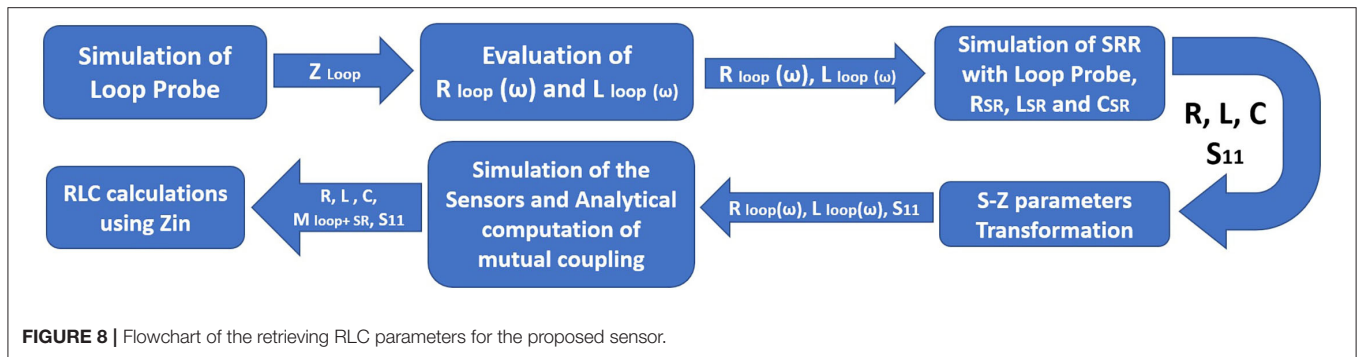 Simulation of
Loop Probe
Z Loop
Evaluation of
R loop (ω) and L loop (ω)
R loop (ω), L loop (ω)
Simulation of SRR
with Loop Probe,
RSR, LSR and CSR
R, L, C
S11
S-Z parameters
Transformation
R loop(ω), L loop(ω), S11
Simulation of the
Sensors and Analytical
computation of
mutual coupling
R, L , C,
M loop+ SR, S11
RLC calculations
using Zin
FIGURE 8 | Flowchart of the retrieving RLC parameters for the proposed sensor.